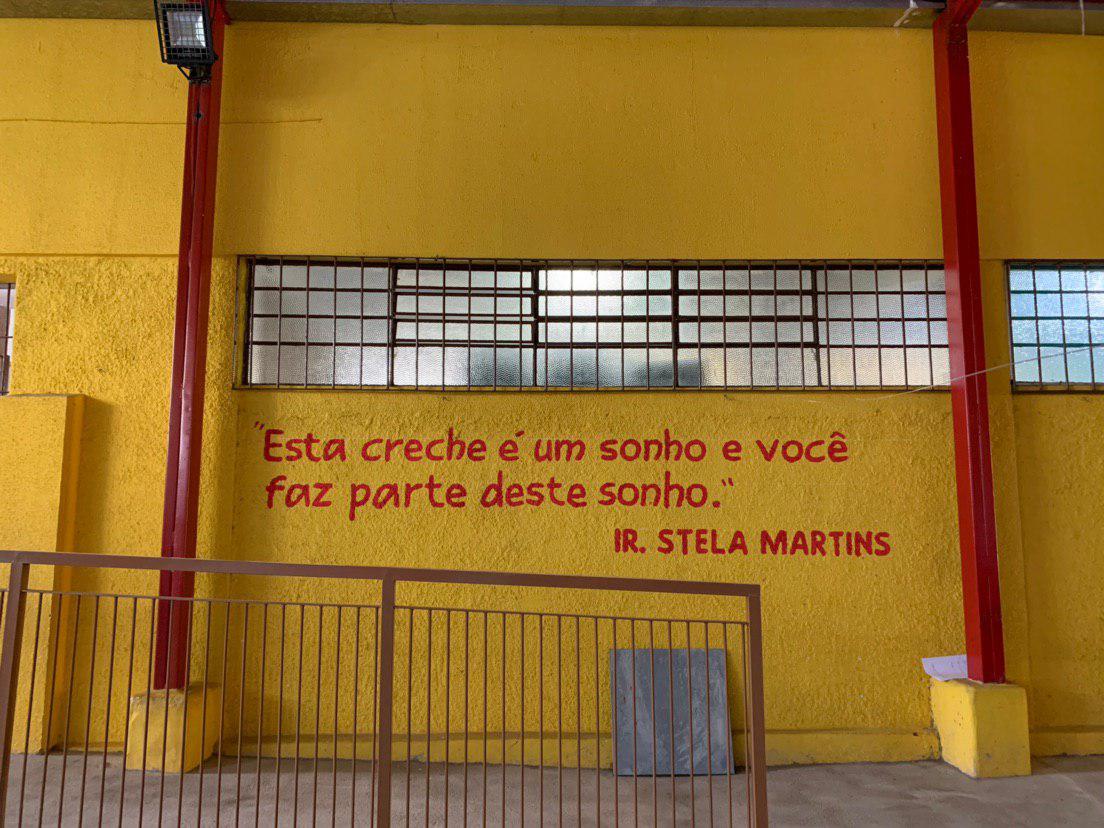 "Esta creche é um sonho e você
faz parte deste sonho."
IR. STELA MARTINS